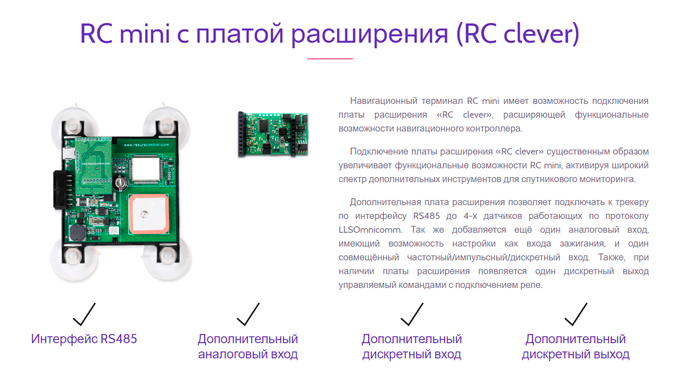 RC mini с платой расширения (RC clever)
www.resurscontrol.com
Навигационный терминал RC mini имеет возможность подключения
платы расширения «RC clever», расширяющей функциональные
возможности навигационного контроллера.
Подключение платы расширения «RC clever» существенным образом
увеличивает функциональные возможности RC mini, активируя широкий
спектр дополнительных инструментов для спутникового мониторинга.
Дополнительная плата расширения позволяет подключать к трекеру
по интерфейсу RS485 до 4-х датчиков работающих по протоколу
LLSOmnicomm. Так же добавляется ещё один аналоговый вход,
имеющий возможность настройки как входа зажигания, и один
совмещённый частотный/импульсный/дискретный вход. Также, при
наличии платы расширения появляется один дискретный выход
управляемый командами с подключением реле.
Интерфейс RS485
Дополнительный
аналоговый вход
Дополнительный
дискретный вход
Дополнительный
дискретный выход